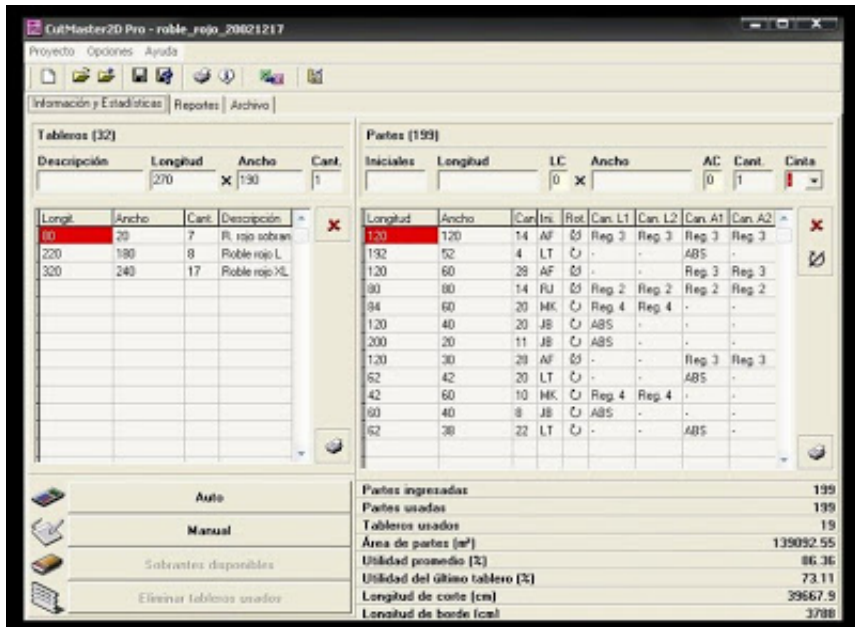 CutMaster2D Pro - roble_rojo_20021217
Proyecto Opciones Ayuda
Información y Estadísticas Reportes Archivo
Tableros (32)
Descripción Longitud Ancho Cant.
270 x 190 1
Longit. Ancho Cant. Descripción
80 20 7 R. rojo sobran
220 180 8 Roble rojo L
320 240 17 Roble rojo XL
Partes (199)
Iniciales Longitud LC Ancho AC Cant. Cinta
0 x 0 1
Longitud Ancho Can Ini. Rot. Can. L1 Can. L2 Can. A1 Can. A2
120 120 14 AF Reg. 3 Reg. 3 Reg. 3 Reg. 3
192 52 4 LT - - ABS -
120 60 28 AF - - Reg. 3 Reg. 3
80 80 14 RJ Reg. 2 Reg. 2 Reg. 2 Reg. 2
84 60 20 MK Reg. 4 Reg. 4 - -
120 40 20 JB ABS - - -
200 20 11 JB ABS - - -
120 30 28 AF - - Reg. 3 Reg. 3
62 42 20 LT - - ABS -
42 60 10 MK Reg. 4 Reg. 4 - -
60 40 8 JB ABS - - -
62 38 22 LT - - ABS -
Auto
Manual
Sobrantes disponibles
Eliminar tableros usados
Partes ingresadas 199
Partes usadas 199
Tableros usados 19
Área de partes (m²) 139092.55
Utilidad promedio (%) 86.36
Utilidad del último tablero (%) 73.11
Longitud de corte (cm) 39667.9
Longitud de borde (cm) 3788